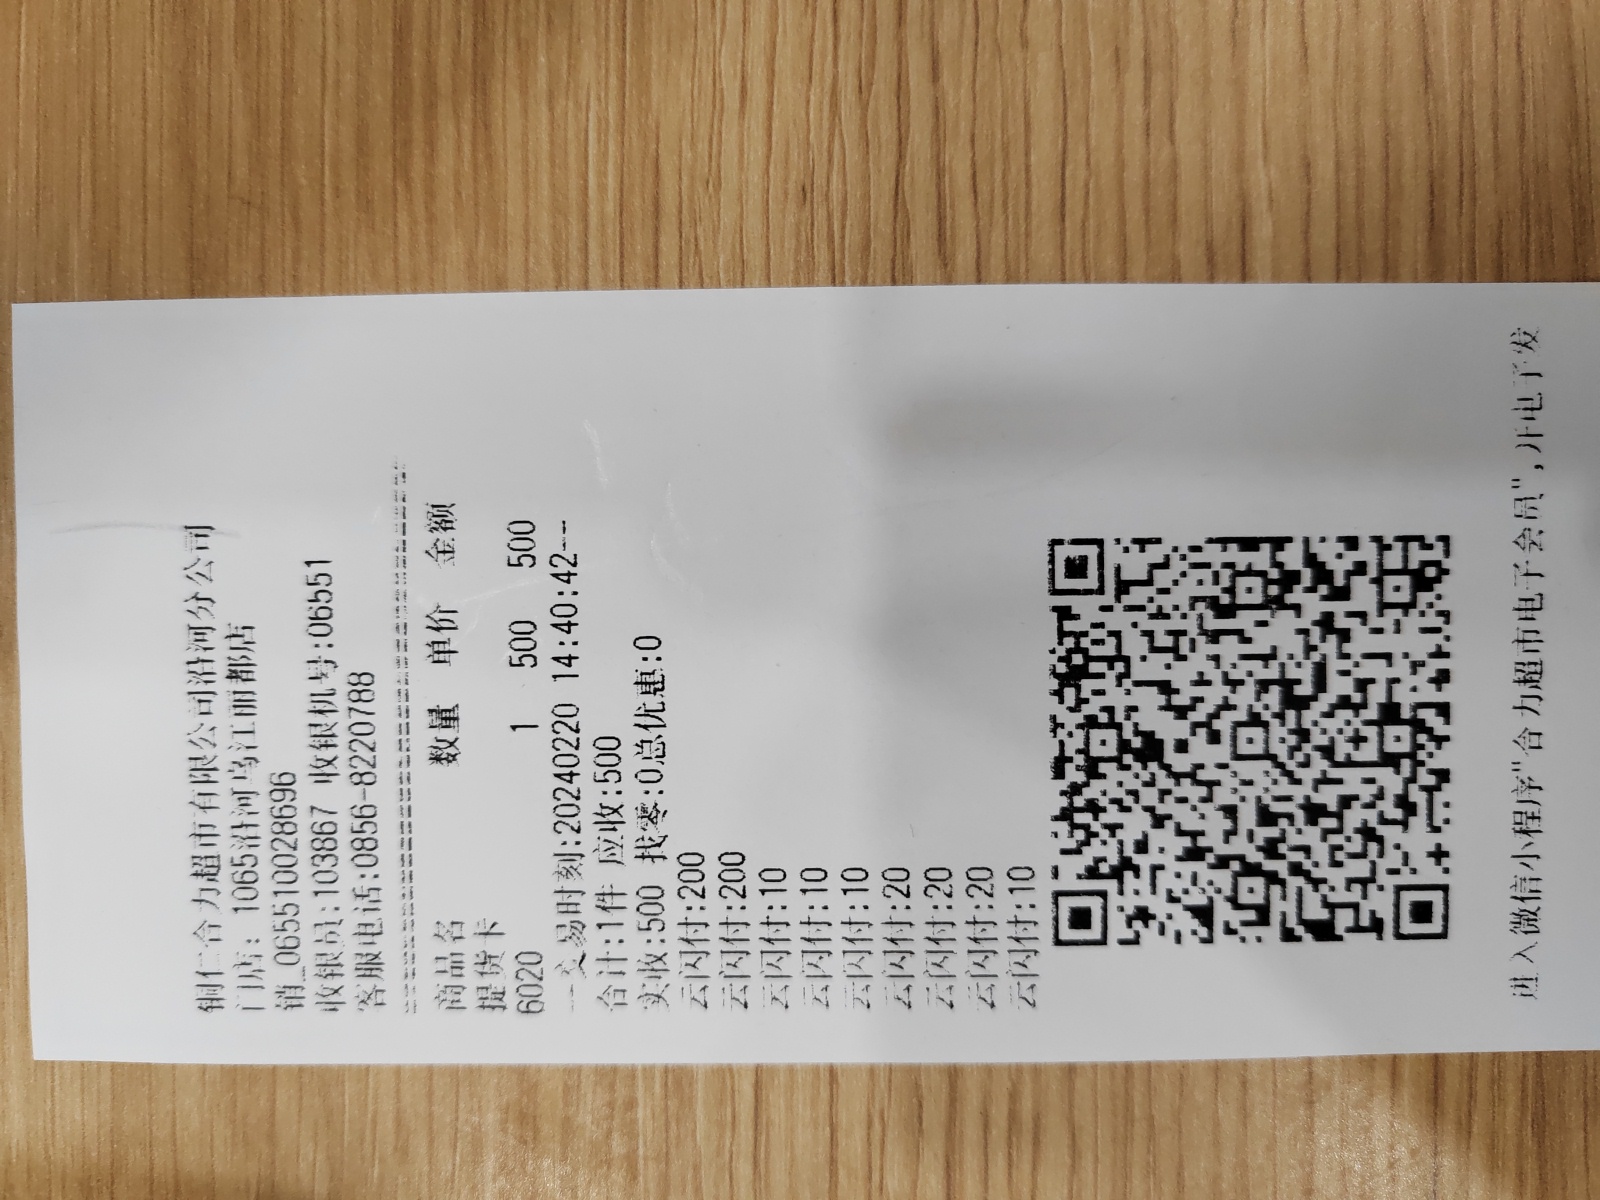 铜仁合力超市有限公司沿河分公司
门店: 1065沿河乌江丽都店
销_0655100028696
收银员:103867 收银机号:06551
客服电话:0856-8220788
================================
商品名 数量 单价 金额
提货卡
6020 1 500 500
--交易时刻:20240220 14:40:42--
合计:1件 应收:500
实收:500 找零:0总优惠:0
云闪付:200
云闪付:200
云闪付:10
云闪付:10
云闪付:10
云闪付:20
云闪付:20
云闪付:20
云闪付:10
进入微信小程序"合力超市电子会员",开电子发